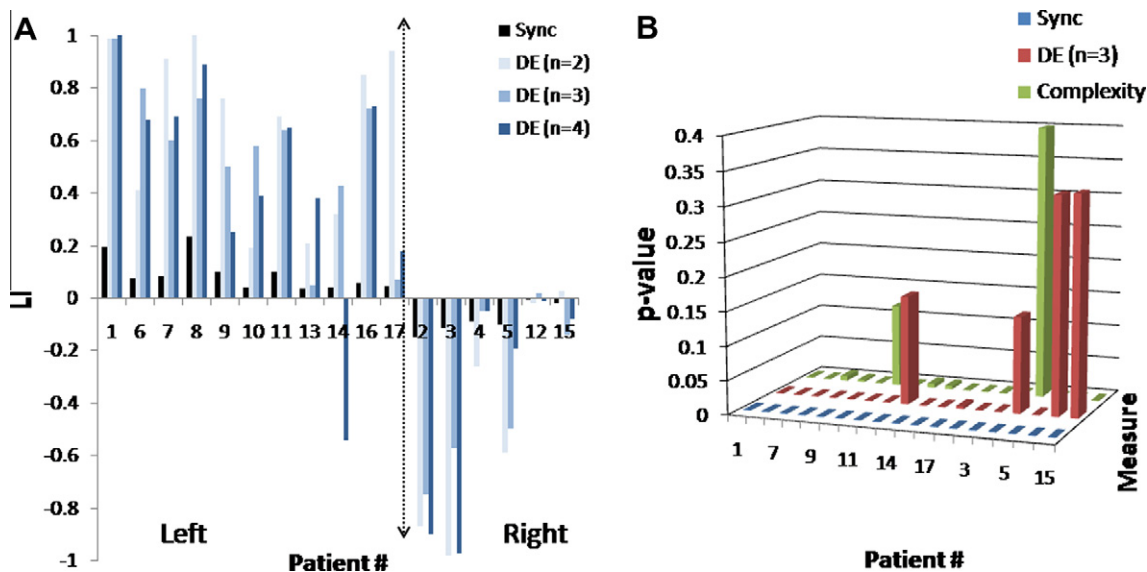 A
Sync
DE (n=2)
DE (n=3)
DE (n=4)
1
0.8
0.6
0.4
0.2
0
-0.2
-0.4
-0.6
-0.8
-1
LI
1 6 7 8 9 10 11 13 14 16 17 2 3 4 5 12 15
Left
Right
Patient #
B
Sync
DE (n=3)
Complexity
0.4
0.35
0.3
0.25
0.2
0.15
0.1
0.05
0
p-value
1 7 9 11 14 17 3 5 15
Measure
Patient #